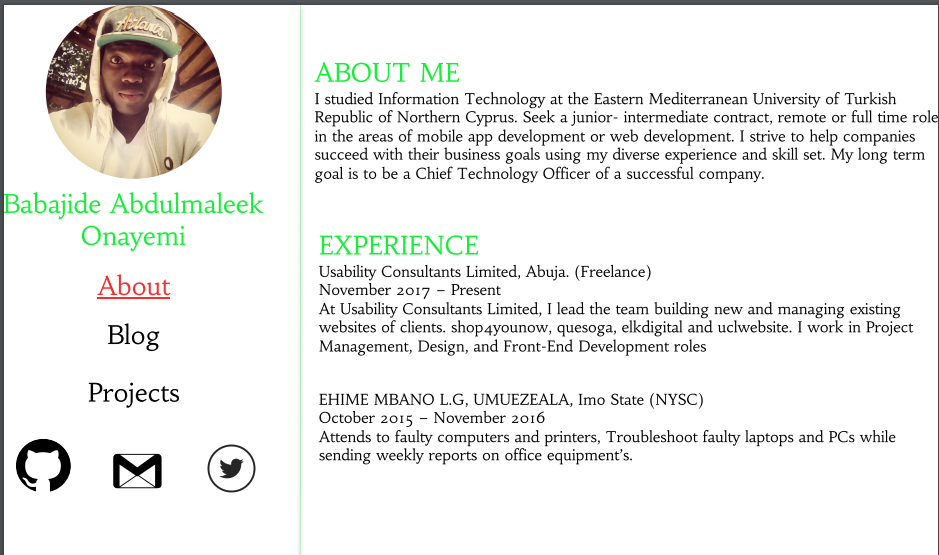 Atlanta
Babajide Abdulmaleek
Onayemi
About
Blog
Projects
ABOUT ME
I studied Information Technology at the Eastern Mediterranean University of Turkish
Republic of Northern Cyprus. Seek a junior- intermediate contract, remote or full time role
in the areas of mobile app development or web development. I strive to help companies
succeed with their business goals using my diverse experience and skill set. My long term
goal is to be a Chief Technology Officer of a successful company.
EXPERIENCE
Usability Consultants Limited, Abuja. (Freelance)
November 2017 – Present
At Usability Consultants Limited, I lead the team building new and managing existing
websites of clients. shop4younow, quesoga, elkdigital and uclwebsite. I work in Project
Management, Design, and Front-End Development roles
EHIME MBANO L.G, UMUEZEALA, Imo State (NYSC)
October 2015 – November 2016
Attends to faulty computers and printers, Troubleshoot faulty laptops and PCs while
sending weekly reports on office equipment's.